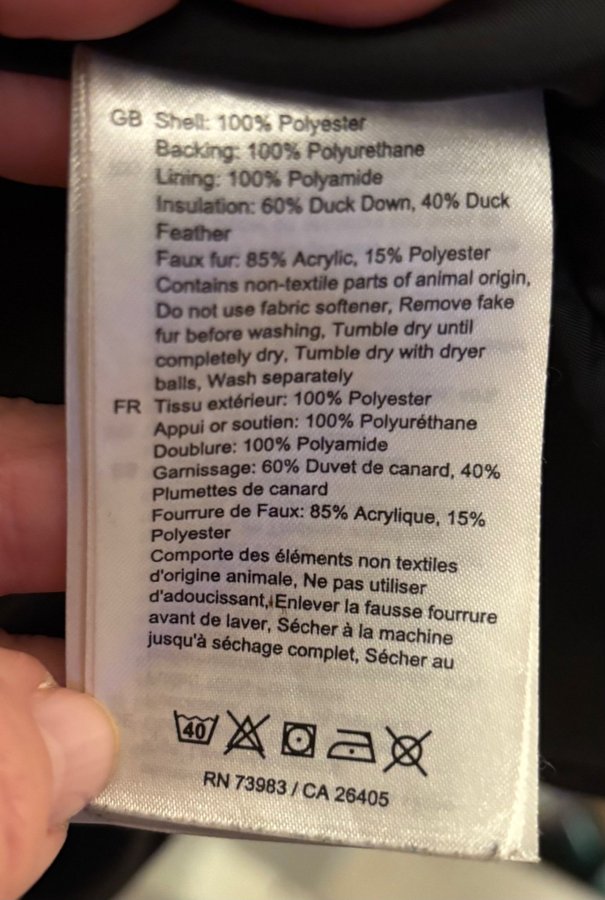 GB Shell: 100% Polyester
Backing: 100% Polyurethane
Lining: 100% Polyamide
Insulation: 60% Duck Down, 40% Duck
Feather
Faux fur: 85% Acrylic, 15% Polyester
Contains non-textile parts of animal origin,
Do not use fabric softener, Remove fake
fur before washing, Tumble dry until
completely dry, Tumble dry with dryer
balls, Wash separately
FR Tissu extérieur: 100% Polyester
Appui or soutien: 100% Polyuréthane
Doublure: 100% Polyamide
Garnissage: 60% Duvet de canard, 40%
Plumettes de canard
Fourrure de Faux: 85% Acrylique, 15%
Polyester
Comporte des éléments non textiles
d'origine animale, Ne pas utiliser
d'adoucissant, Enlever la fausse fourrure
avant de laver, Sécher à la machine
jusqu'à séchage complet, Sécher au
40
RN 73983 / CA 26405